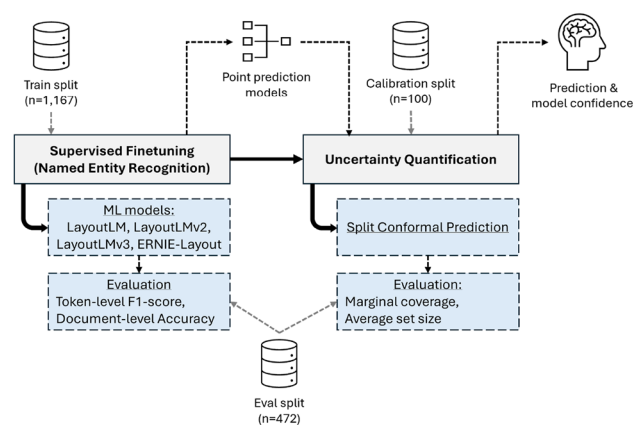 Train split
(n=1,167)
Point prediction
models
Calibration split
(n=100)
Prediction &
model confidence
Supervised Finetuning
(Named Entity Recognition)
Uncertainty Quantification
ML models:
LayoutLM, LayoutLMv2,
LayoutLMv3, ERNIE-Layout
Split Conformal Prediction
Evaluation
Token-level F1-score,
Document-level Accuracy
Evaluation:
Marginal coverage,
Average set size
Eval split
(n=472)